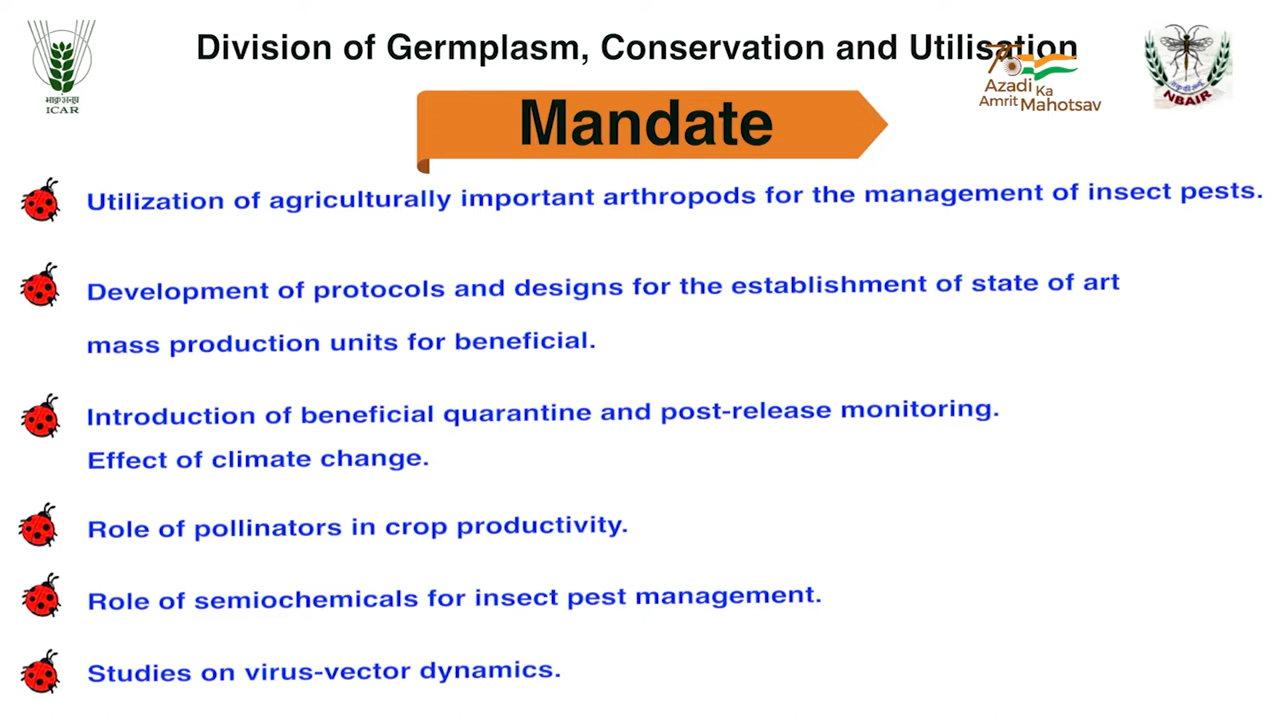 Division of Germplasm, Conservation and Utilisation
ICAR
Azadi Ka
Amrit Mahotsav
NBAIR
Mandate
Utilization of agriculturally important arthropods for the management of insect pests.
Development of protocols and designs for the establishment of state of art
mass production units for beneficial.
Introduction of beneficial quarantine and post-release monitoring.
Effect of climate change.
Role of pollinators in crop productivity.
Role of semiochemicals for insect pest management.
Studies on virus-vector dynamics.